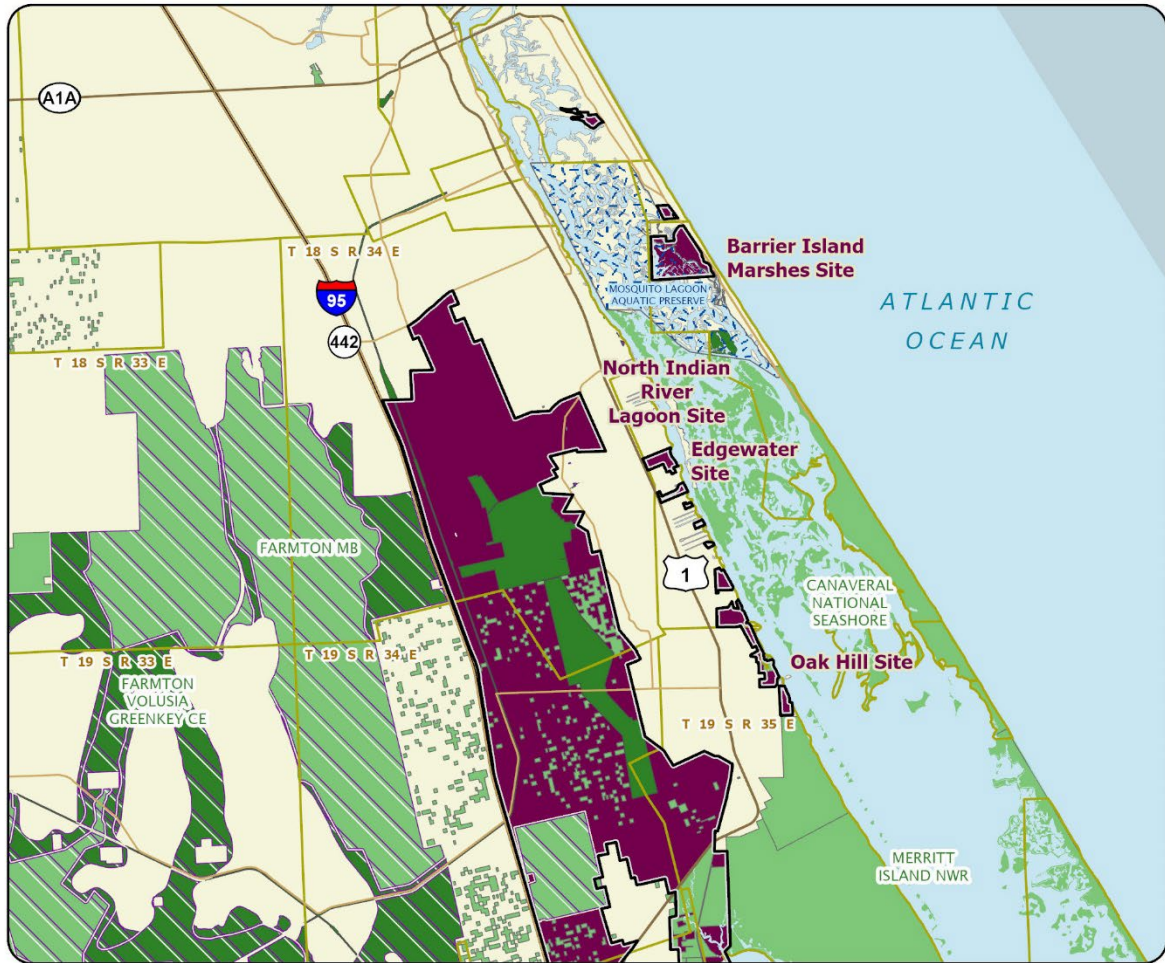 A1A
T 18 S R 34 E
Barrier Island
Marshes Site
95
MOSQUITO LAGOON
AQUATIC PRESERVE
ATLANTIC
OCEAN
442
T 18 S R 33 E
North Indian
River
Lagoon Site
Edgewater
Site
FARMTON MB
1
CANAVERAL
NATIONAL
SEASHORE
T 19 S R 33 E
T 19 S R 34 E
Oak Hill Site
FARMTON
VOLUSIA
GREENKEY CE
T 19 S R 35 E
MERRITT
ISLAND NWR